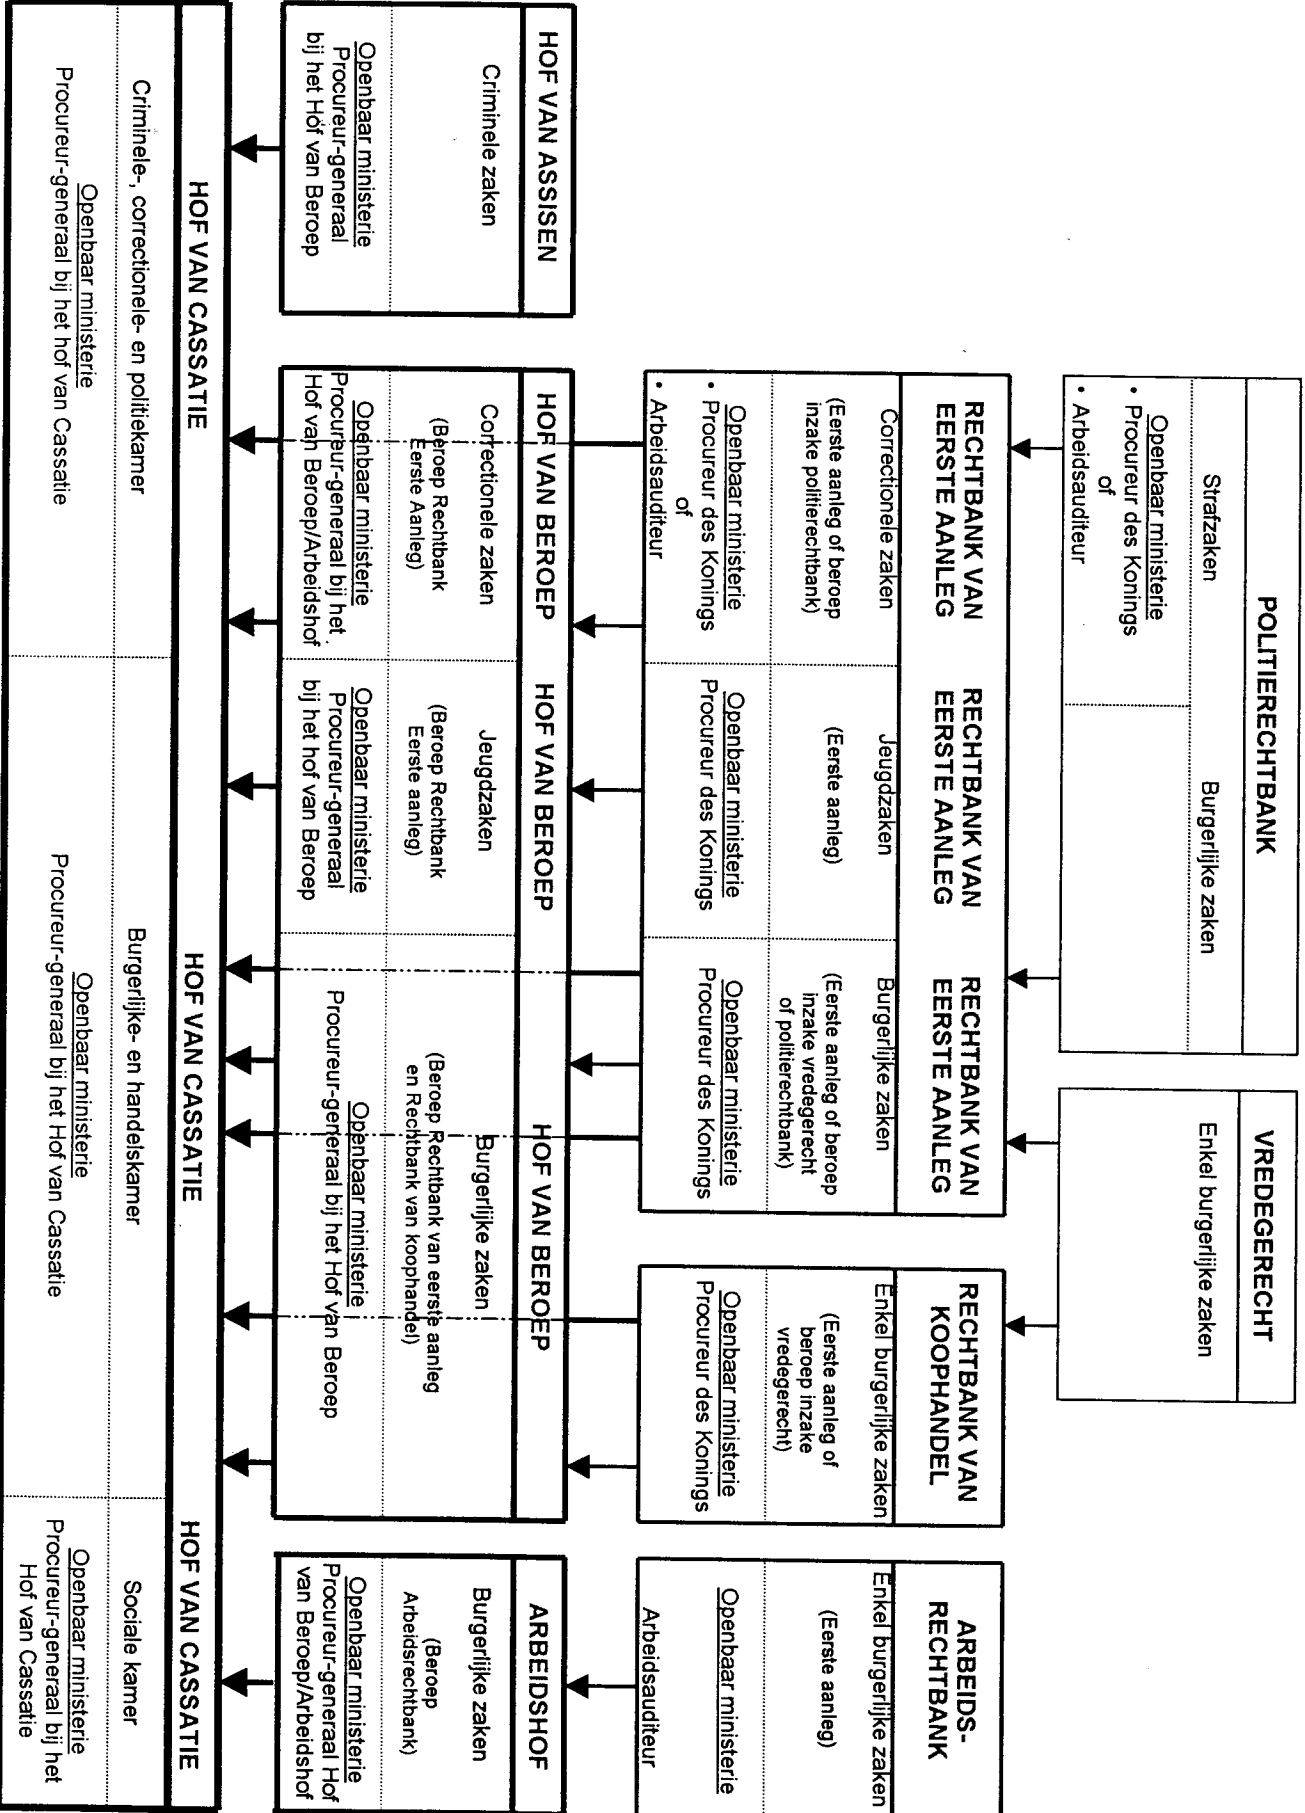 POLITIERECHTBANK
Strafzaken
Openbaar ministerie
• Procureur des Konings
of
• Arbeidsauditeur
Burgerlijke zaken
VREDEGERECHT
Enkel burgerlijke zaken
RECHTBANK VAN
EERSTE AANLEG
Correctionele zaken
(Eerste aanleg of beroep
inzake politierechtbank)
Openbaar ministerie
• Procureur des Konings
of
• Arbeidsauditeur
RECHTBANK VAN
EERSTE AANLEG
Jeugdzaken
(Eerste aanleg)
Openbaar ministerie
Procureur des Konings
RECHTBANK VAN
EERSTE AANLEG
Burgerlijke zaken
(Eerste aanleg of beroep
inzake vredegerecht
of politierechtbank)
Openbaar ministerie
Procureur des Konings
RECHTBANK VAN
KOOPHANDEL
Enkel burgerlijke zaken
(Eerste aanleg of
beroep inzake
vredegerecht)
Openbaar ministerie
Procureur des Konings
ARBEIDS-
RECHTBANK
Enkel burgerlijke zaken
(Eerste aanleg)
Openbaar ministerie
Arbeidsauditeur
HOF VAN ASSISEN
Criminele zaken
Openbaar ministerie
Procureur-generaal
bij het Hof van Beroep
HOF VAN BEROEP
Correctionele zaken
(Beroep Rechtbank
Eerste Aanleg)
Openbaar ministerie
Procureur-generaal bij het
Hof van Beroep/Arbeidshof
HOF VAN BEROEP
Jeugdzaken
(Beroep Rechtbank
Eerste aanleg)
Openbaar ministerie
Procureur-generaal
bij het hof van Beroep
HOF VAN BEROEP
Burgerlijke zaken
(Beroep Rechtbank van eerste aanleg
en Rechtbank van koophandel)
Openbaar ministerie
Procureur-generaal bij het Hof van Beroep
ARBEIDSHOF
Burgerlijke zaken
(Beroep
Arbeidsrechtbank)
Openbaar ministerie
Procureur-generaal Hof
van Beroep/Arbeidshof
HOF VAN CASSATIE
Criminele-, correctionele- en politiekamer
Openbaar ministerie
Procureur-generaal bij het hof van Cassatie
HOF VAN CASSATIE
Burgerlijke- en handelskamer
Openbaar ministerie
Procureur-generaal bij het Hof van Cassatie
HOF VAN CASSATIE
Sociale kamer
Openbaar ministerie
Procureur-generaal bij het
Hof van Cassatie